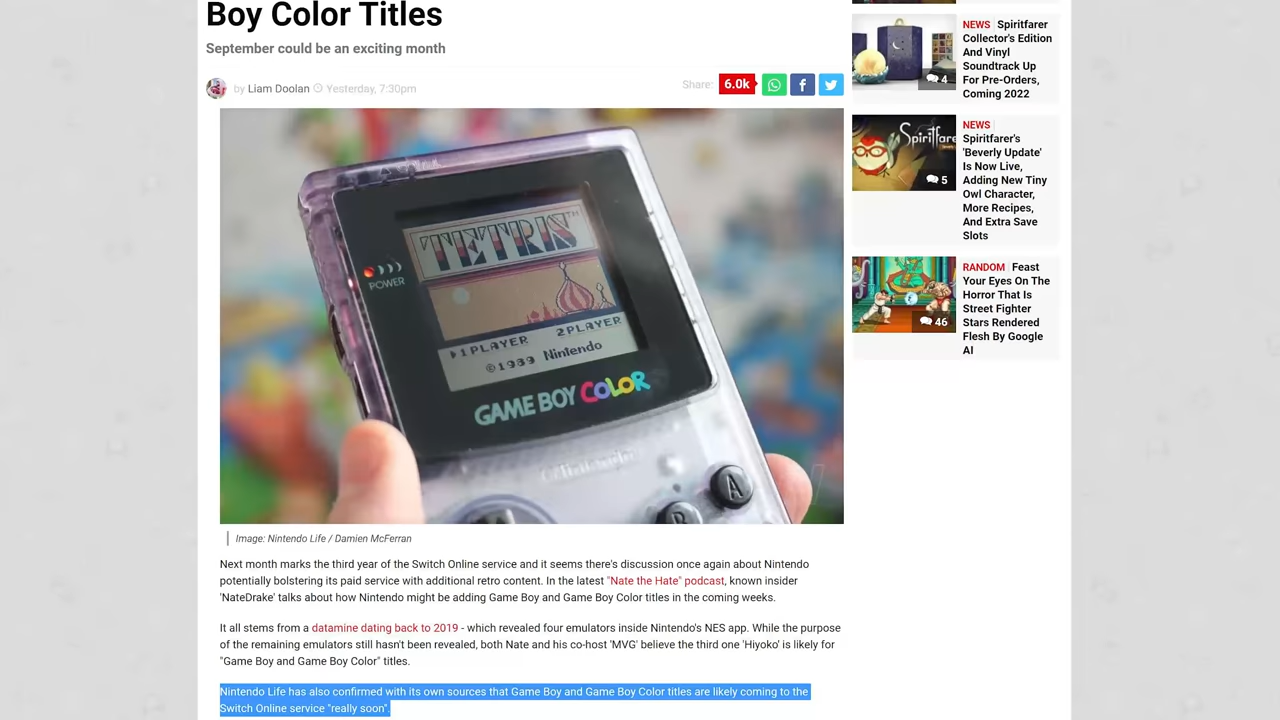 Boy Color Titles
September could be an exciting month
by Liam Doolan Yesterday, 7:30pm
Share: 6.0k
TETRIS™
POWER
1PLAYER 2PLAYER
©1989 Nintendo
GAME BOY COLOR
Nintendo
A
B
Image: Nintendo Life / Damien McFerran
Next month marks the third year of the Switch Online service and it seems there's discussion once again about Nintendo
potentially bolstering its paid service with additional retro content. In the latest "Nate the Hate" podcast, known insider
'NateDrake' talks about how Nintendo might be adding Game Boy and Game Boy Color titles in the coming weeks.
It all stems from a datamine dating back to 2019 - which revealed four emulators inside Nintendo's NES app. While the purpose
of the remaining emulators still hasn't been revealed, both Nate and his co-host 'MVG' believe the third one 'Hiyoko' is likely for
"Game Boy and Game Boy Color" titles.
Nintendo Life has also confirmed with its own sources that Game Boy and Game Boy Color titles are likely coming to the
Switch Online service "really soon".
NEWS Spiritfarer
Collector's Edition
And Vinyl
Soundtrack Up
For Pre-Orders,
Coming 2022
4
NEWS
Spiritfarer's
'Beverly Update'
Is Now Live,
Adding New Tiny
Owl Character,
More Recipes,
And Extra Save
Slots
Spiritfare
5
RANDOM Feast
Your Eyes On The
Horror That Is
Street Fighter
Stars Rendered
Flesh By Google
AI
46